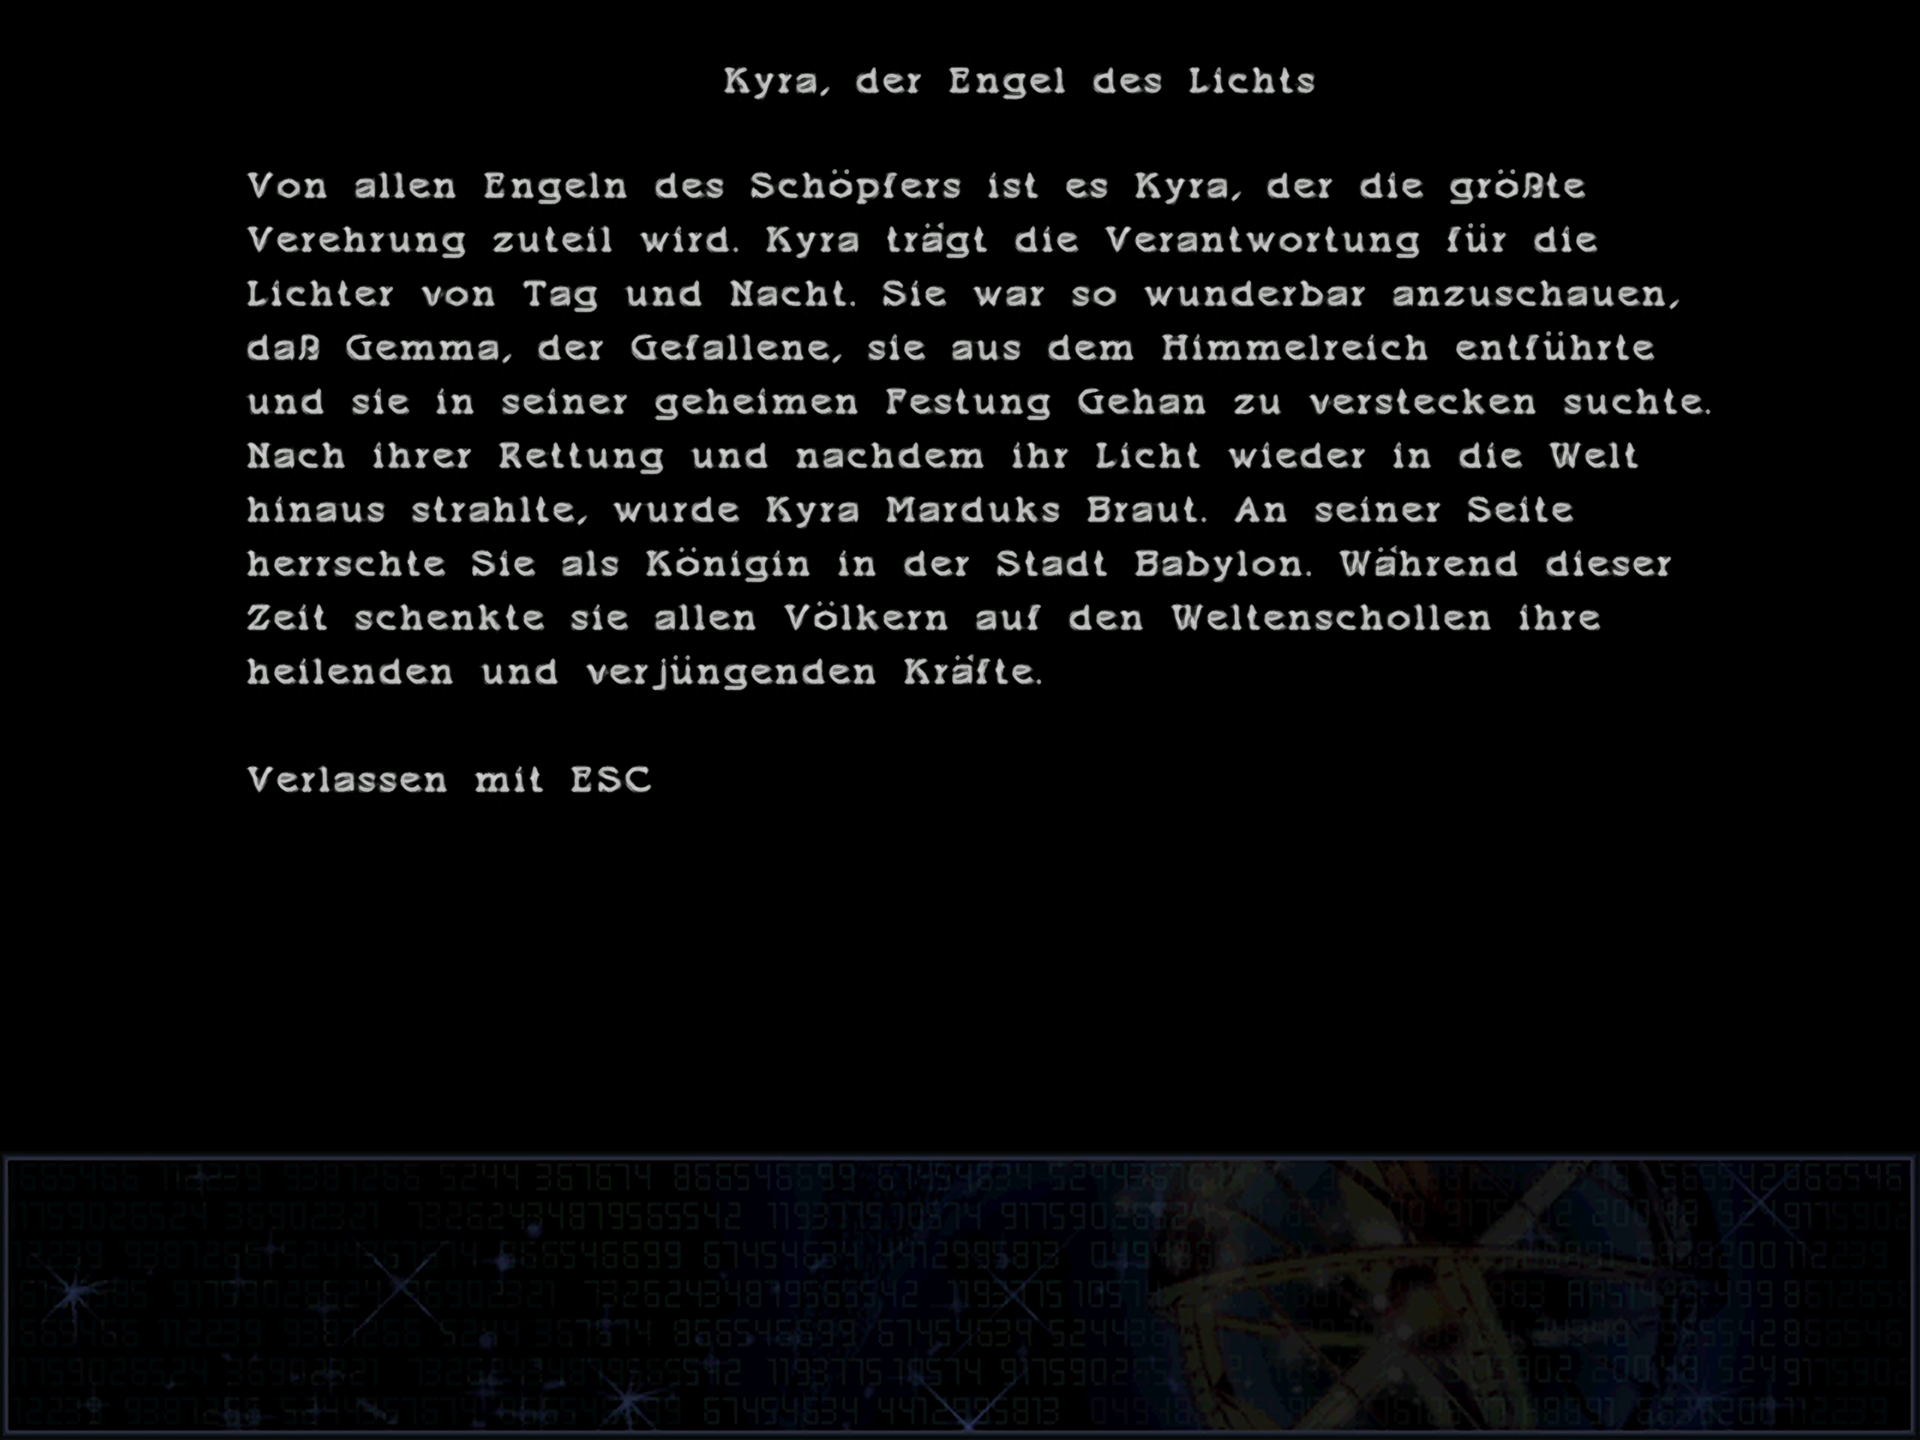 Kyra, der Engel des Lichts
Von allen Engeln des Schöpfers ist es Kyra, der die größte
Verehrung zuteil wird. Kyra trägt die Verantwortung für die
Lichter von Tag und Nacht. Sie war so wunderbar anzuschauen,
daß Gemma, der Gefallene, sie aus dem Himmelreich entführte
und sie in seiner geheimen Festung Gehan zu verstecken suchte.
Nach ihrer Rettung und nachdem ihr Licht wieder in die Welt
hinaus strahlte, wurde Kyra Marduks Braut. An seiner Seite
herrschte Sie als Königin in der Stadt Babylon. Während dieser
Zeit schenkte sie allen Völkern auf den Weltenschollen ihre
heilenden und verjüngenden Kräfte.
Verlassen mit ESC